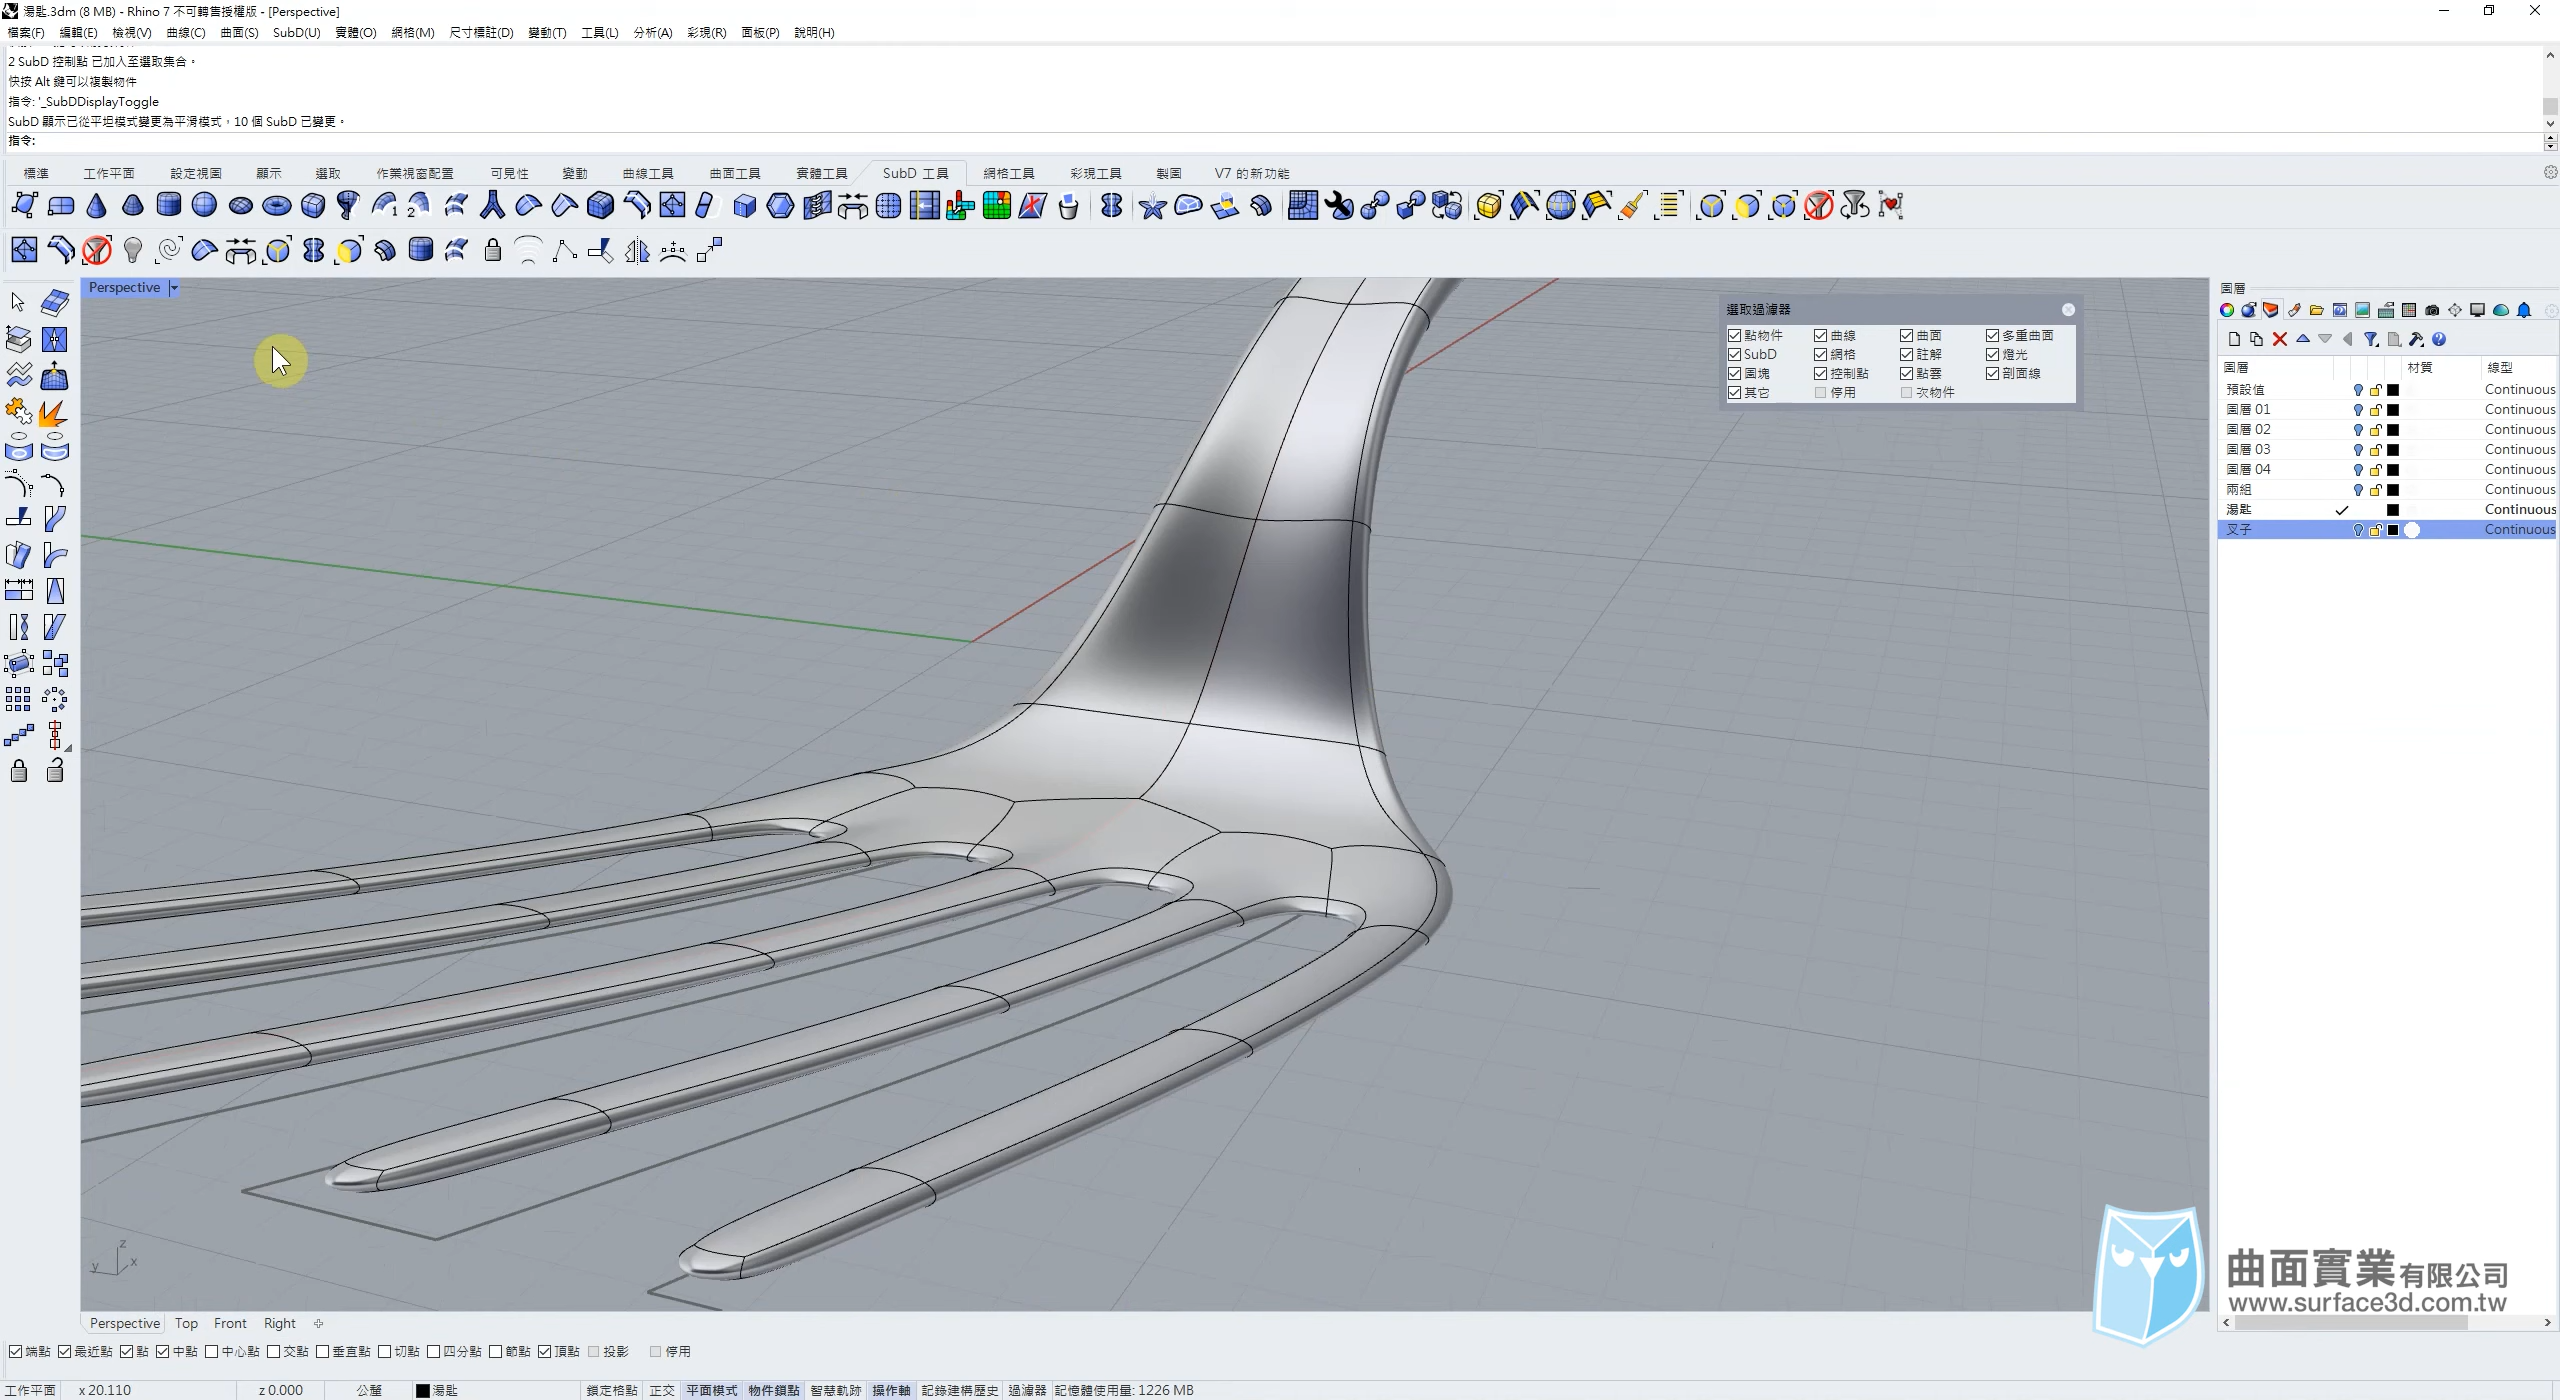 湯匙.3dm (8 MB) - Rhino 7 不可轉售授權版 - [Perspective]
檔案(F) 編輯(E) 檢視(V) 曲線(C) 曲面(S) SubD(U) 實體(O) 網格(M) 尺寸標註(D) 變動(T) 工具(L) 分析(A) 彩現(R) 面板(P) 說明(H)
2 SubD 控制點 已加入至選取集合。
快按 Alt 鍵可以複製物件
指令: '_SubDDisplayToggle
SubD 顯示已從平坦模式變更為平滑模式，10 個 SubD 已變更。
指令:
標準 工作平面 設定視圖 顯示 選取 作業視窗配置 可見性 變動 曲線工具 曲面工具 實體工具 SubD 工具 網格工具 彩現工具 製圖 V7 的新功能
Perspective
選取過濾器
點物件 曲線 曲面 多重曲面
SubD 網格 註解 燈光
圖塊 控制點 點雲 剖面線
其它 停用 次物件
圖層
圖層 材質 線型
預設值 Continuous
圖層 01 Continuous
圖層 02 Continuous
圖層 03 Continuous
圖層 04 Continuous
兩組 Continuous
湯匙 Continuous
叉子 Continuous
z
y x
曲面實業有限公司
www.surface3d.com.tw
Perspective Top Front Right
端點 最近點 點 中點 中心點 交點 垂直點 切點 四分點 節點 頂點 投影 停用
工作平面 x 20.110 z 0.000 公釐 湯匙 鎖定格點 正交 平面模式 物件鎖點 智慧軌跡 操作軸 記錄建構歷史 過濾器 記憶體使用量: 1226 MB